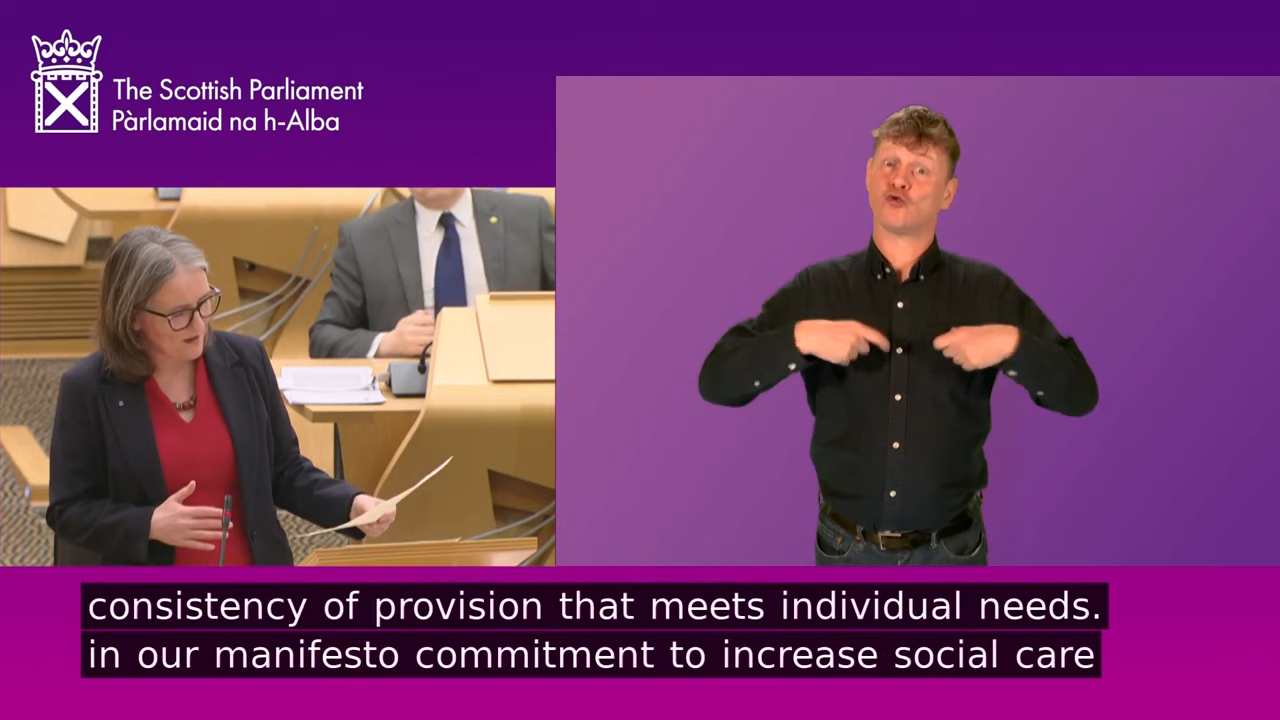 The Scottish Parliament
Pàrlamaid na h-Alba
consistency of provision that meets individual needs.
in our manifesto commitment to increase social care